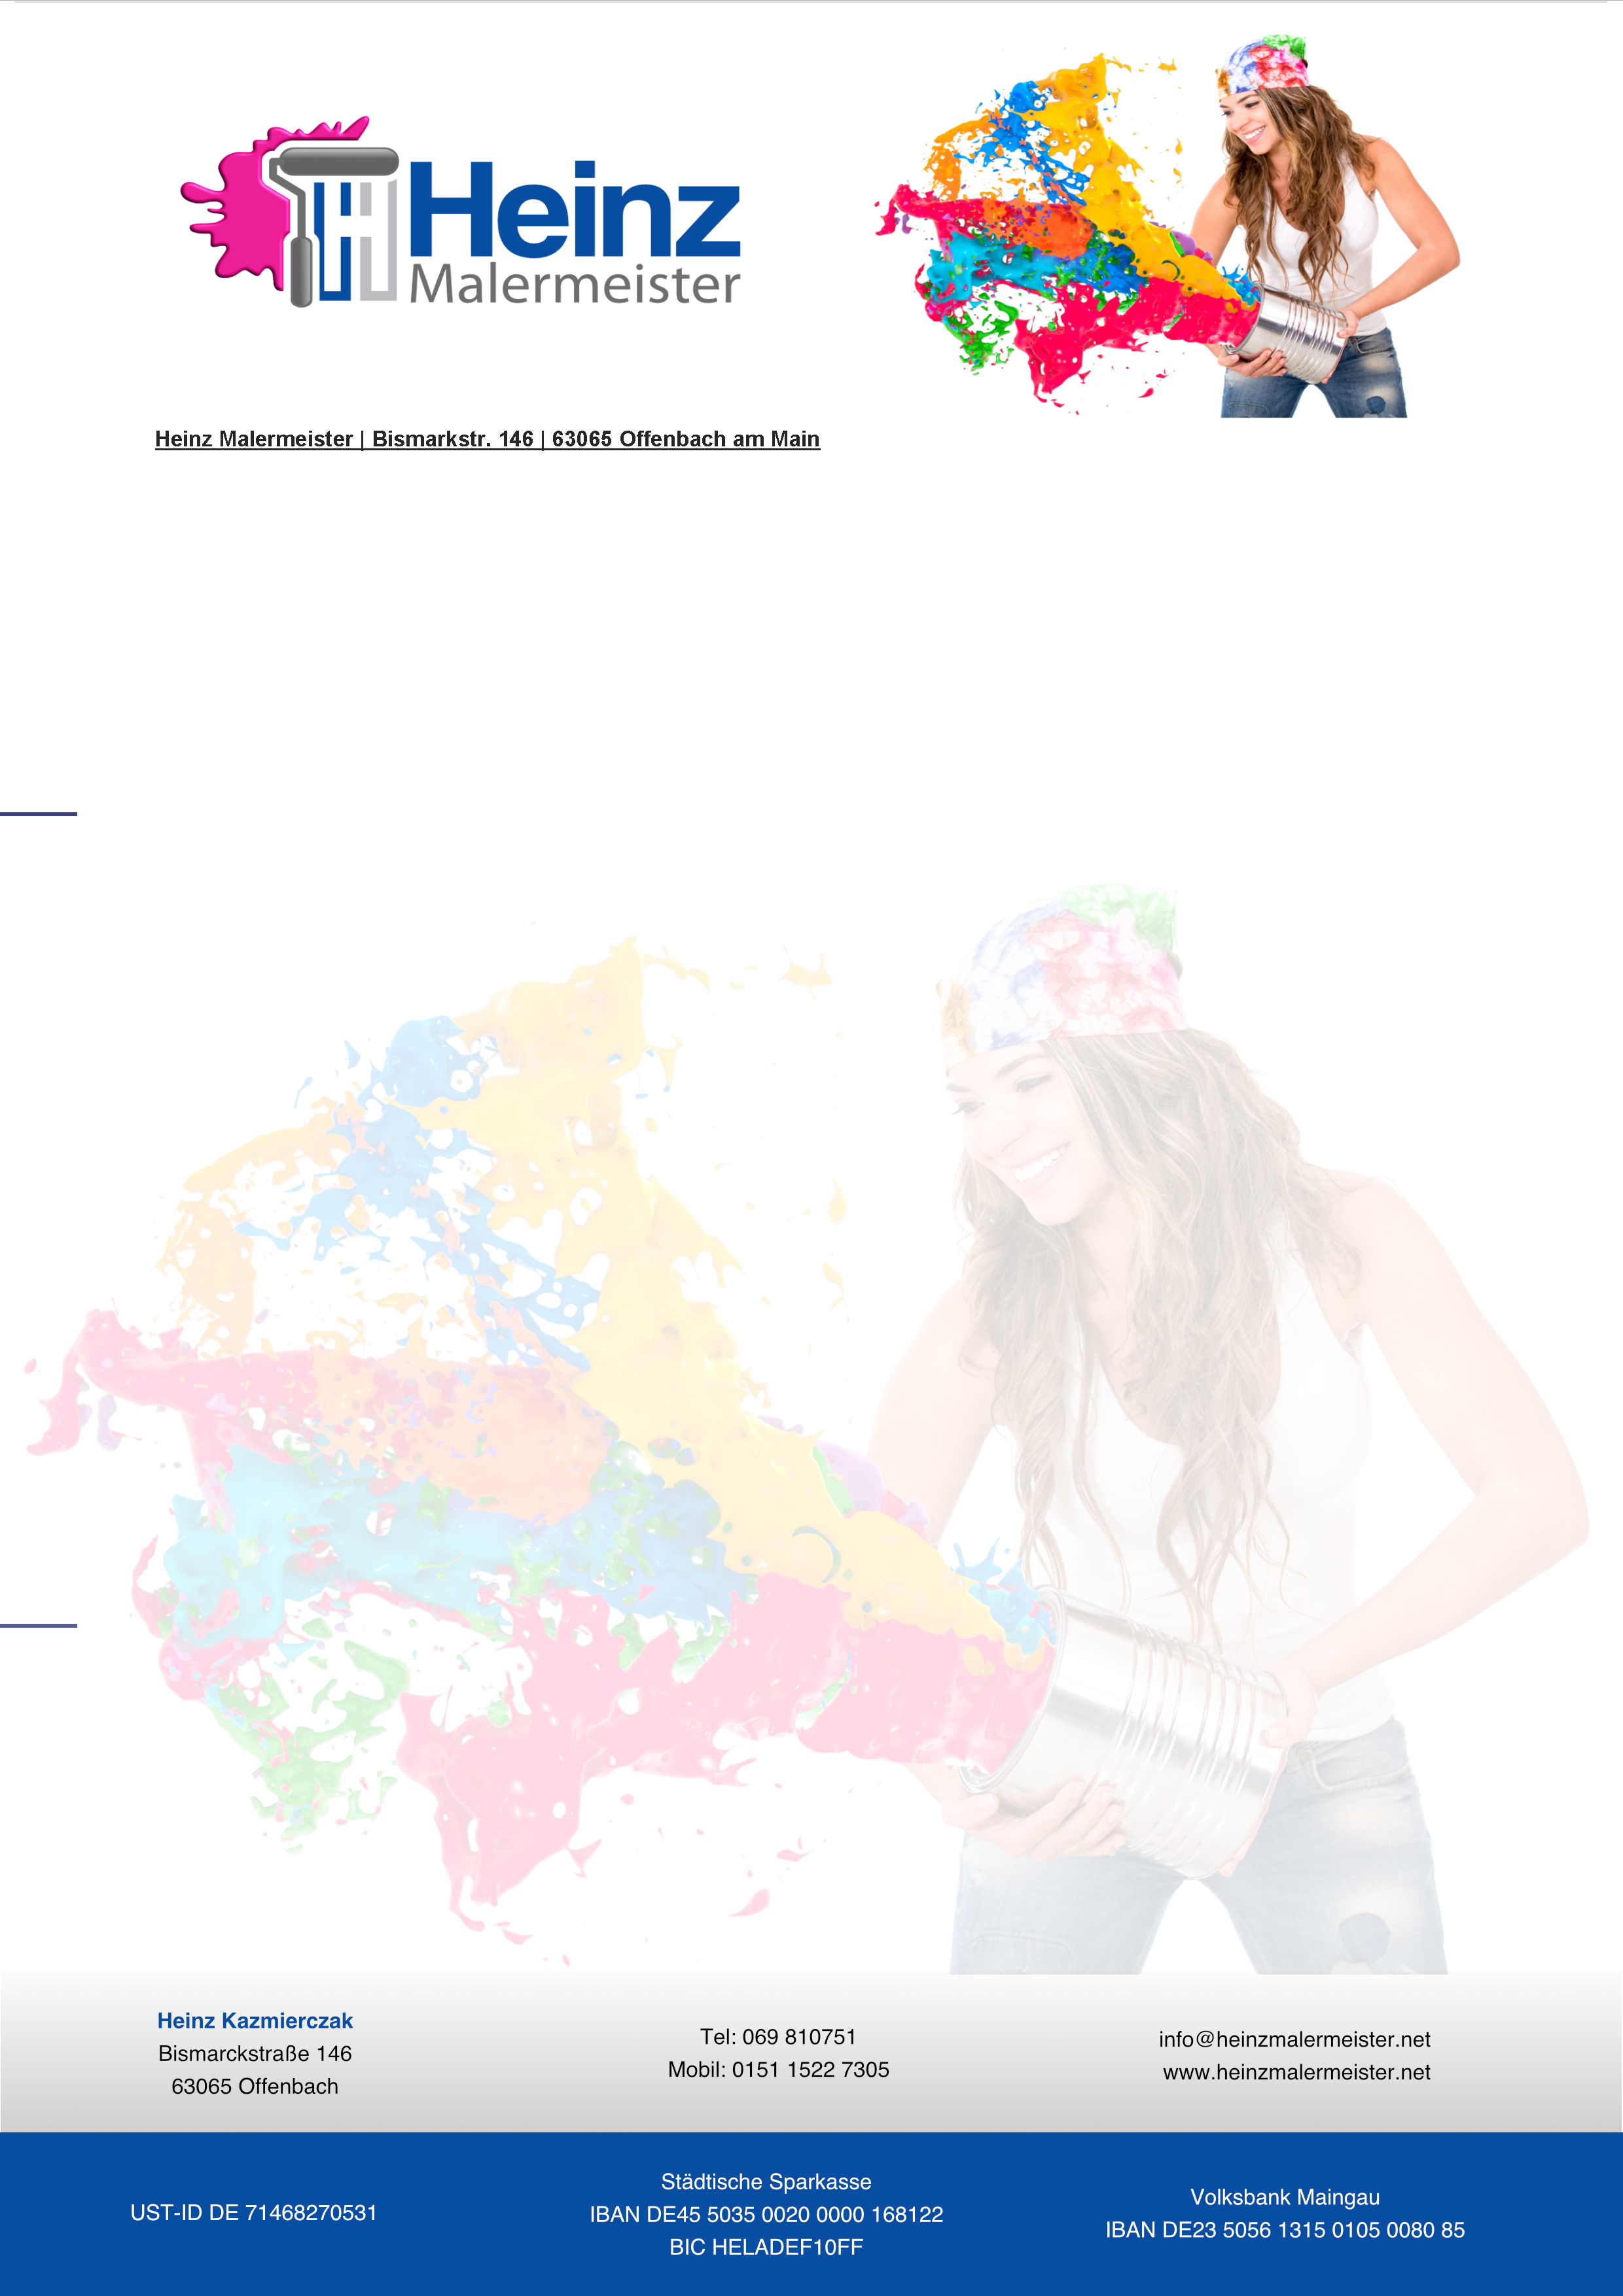 Heinz
Malermeister
Heinz Malermeister | Bismarkstr. 146 | 63065 Offenbach am Main
Heinz Kazmierczak
Bismarckstraße 146
63065 Offenbach
Tel: 069 810751
Mobil: 0151 1522 7305
info@heinzmalermeister.net
www.heinzmalermeister.net
UST-ID DE 71468270531
Städtische Sparkasse
IBAN DE45 5035 0020 0000 168122
BIC HELADEF10FF
Volksbank Maingau
IBAN DE23 5056 1315 0105 0080 85